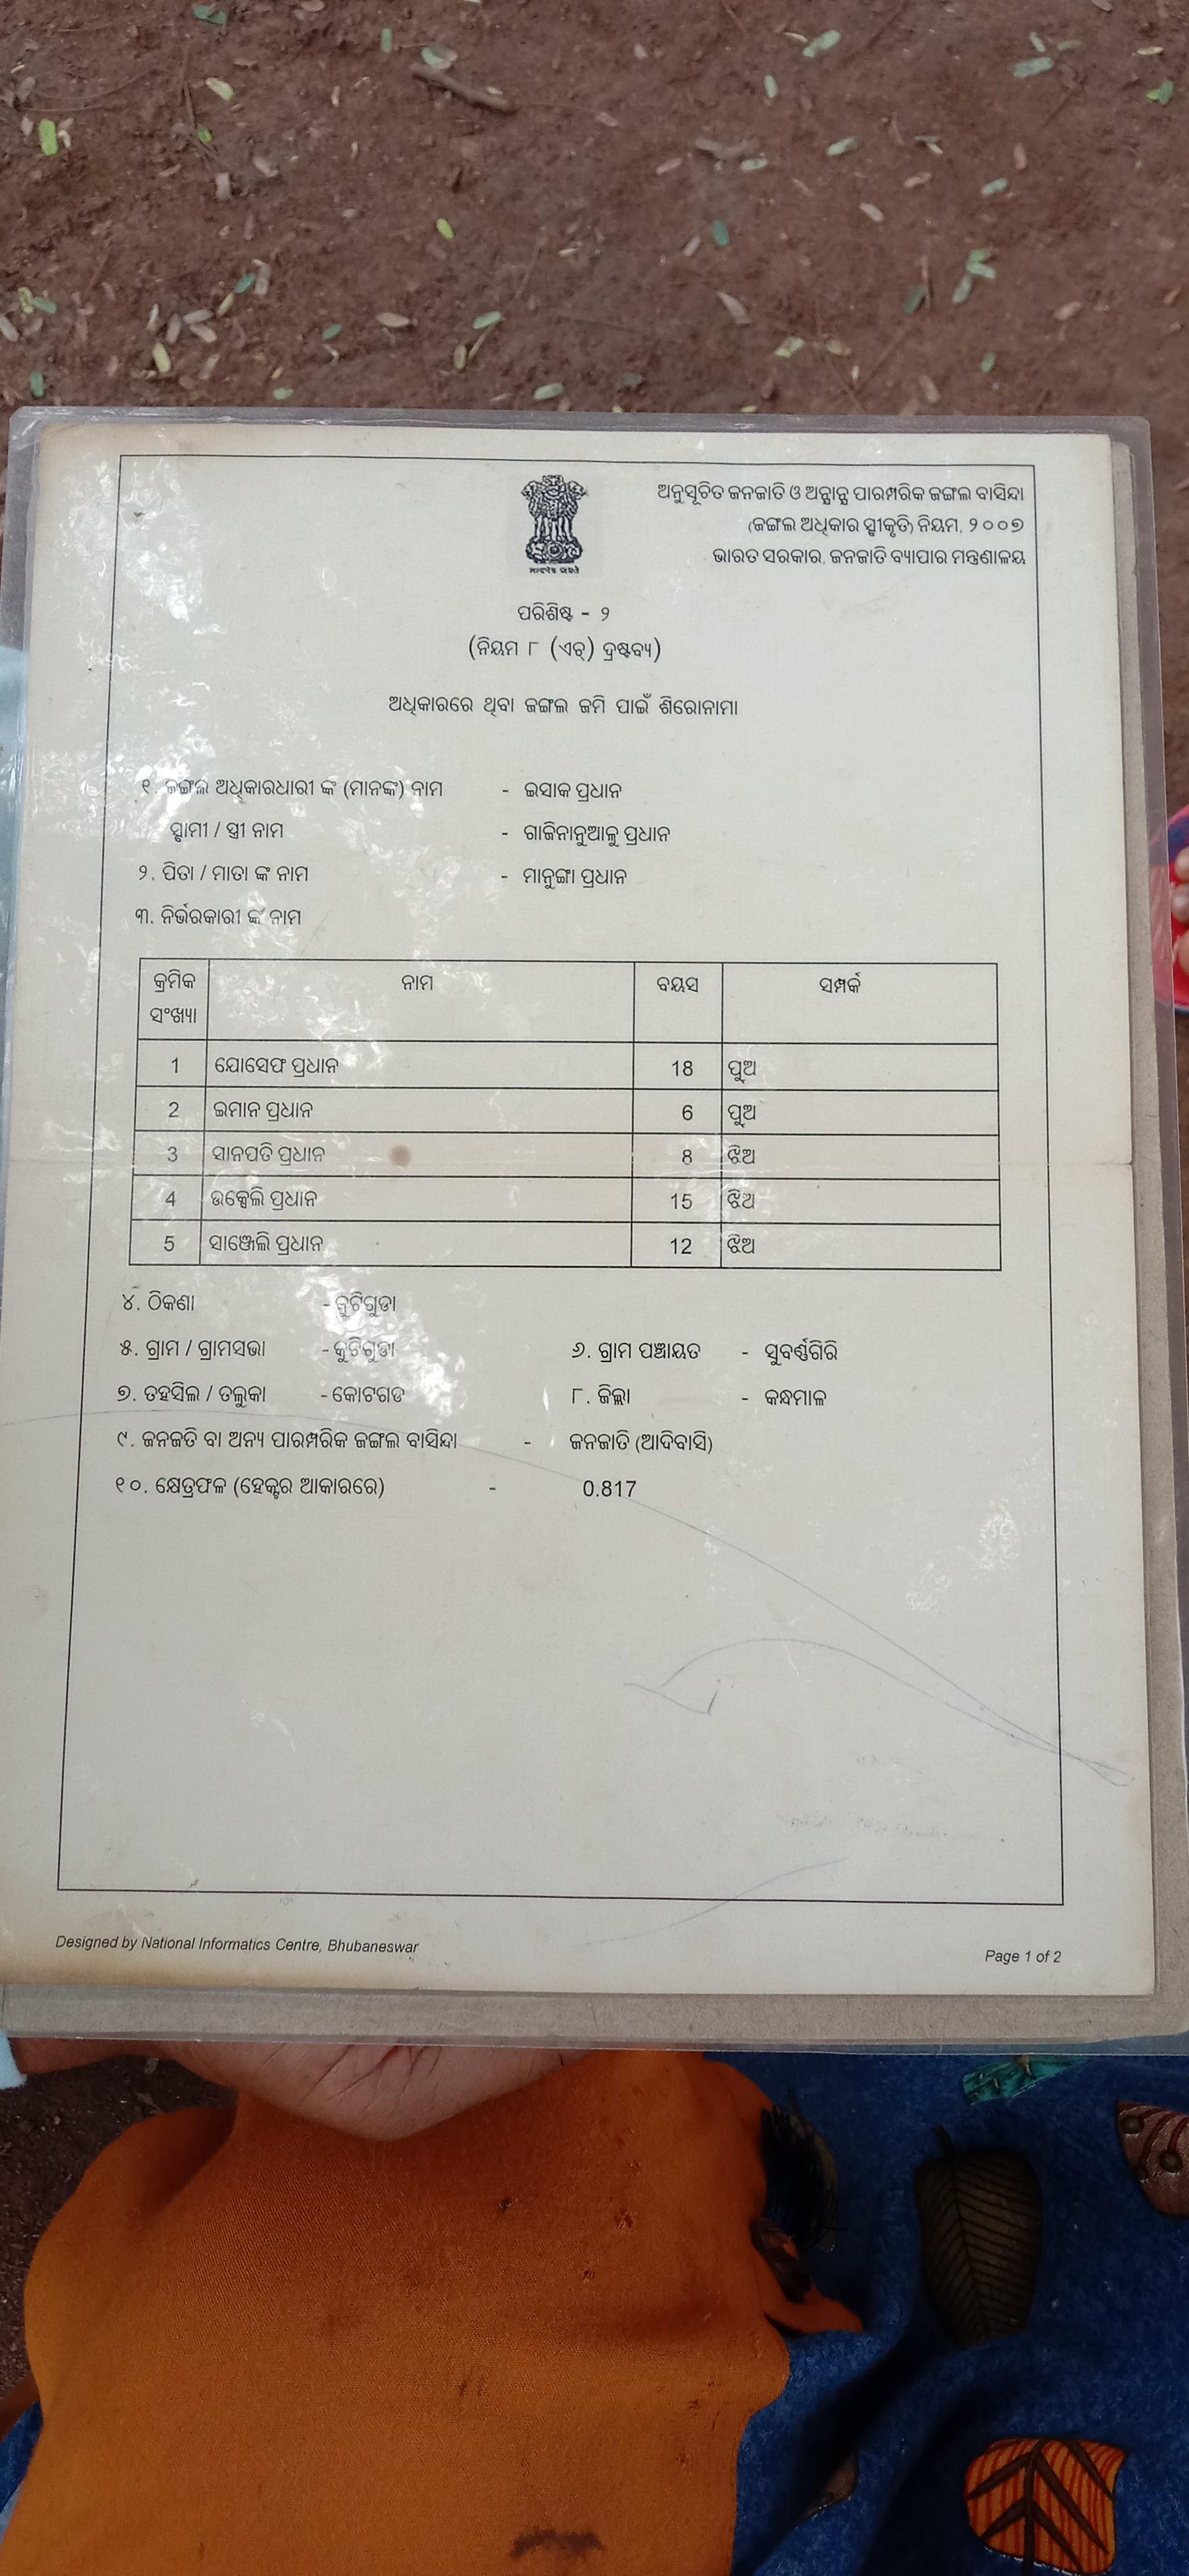 ଅନୁସୂଚିତ ଜନଜାତି ଓ ଅନ୍ଯାନ୍ଯ ପାରମ୍ପରିକ ଜଙ୍ଗଲ ବାସିନ୍ଦା
(ଜଙ୍ଗଲ ଅଧିକାର ସ୍ବୀକୃତି) ନିୟମ, ୨୦୦୭
ଭାରତ ସରକାର, ଜନଜାତି ବ୍ୟାପାର ମନ୍ତ୍ରଣାଳୟ
ପରିଶିଷ୍ଟ - ୨
(ନିୟମ ୮ (ଏଚ୍) ଦ୍ରଷ୍ଟବ୍ୟ)
ଅଧିକାରରେ ଥିବା ଜଙ୍ଗଲ ଜମି ପାଇଁ ଶିରୋନାମା
୧. ଜଙ୍ଗଲ ଅଧିକାରଧାରୀ ଙ୍କ (ମାନଙ୍କ) ନାମ - ଇସାକ ପ୍ରଧାନ
ସ୍ବାମୀ / ସ୍ତ୍ରୀ ନାମ - ଗାଜିନାନୁଆଳୁ ପ୍ରଧାନ
୨. ପିତା / ମାତା ଙ୍କ ନାମ - ମାନୁଙ୍ଗା ପ୍ରଧାନ
୩. ନିର୍ଭରକାରୀ ଙ୍କ ନାମ
କ୍ରମିକ ସଂଖ୍ୟା ନାମ ବୟସ ସମ୍ପର୍କ
1 ଯୋସେଫ ପ୍ରଧାନ 18 ପୁଅ
2 ଇମାନ ପ୍ରଧାନ 6 ପୁଅ
3 ସାନପତି ପ୍ରଧାନ 8 ଝିଅ
4 ପ୍ରଧାନ 15 ଝିଅ
5 ସାଞ୍ଜେଲି ପ୍ରଧାନ 12 ଝିଅ
୪. ଠିକଣା - କୁଟିଗୁଡା
୫. ଗ୍ରାମ / ଗ୍ରାମସଭା - କୁଟିଗୁଡା ୬. ଗ୍ରାମ ପଞ୍ଚାୟତ - ସୁବର୍ଣ୍ଣଗିରି
୭. ତହସିଲ / ତଲୁକା - କୋଟଗଡ ୮. ଜିଲ୍ଲା - କନ୍ଧମାଳ
୯. ଜନଜତି ବା ଅନ୍ୟ ପାରମ୍ପରିକ ଜଙ୍ଗଲ ବାସିନ୍ଦା - ଜନଜାତି (ଆଦିବାସି)
୧୦. କ୍ଷେତ୍ରଫଳ (ହେକ୍ଟର ଆକାରରେ) - 0.817
Designed by National Informatics Centre, Bhubaneswar
Page 1 of 2